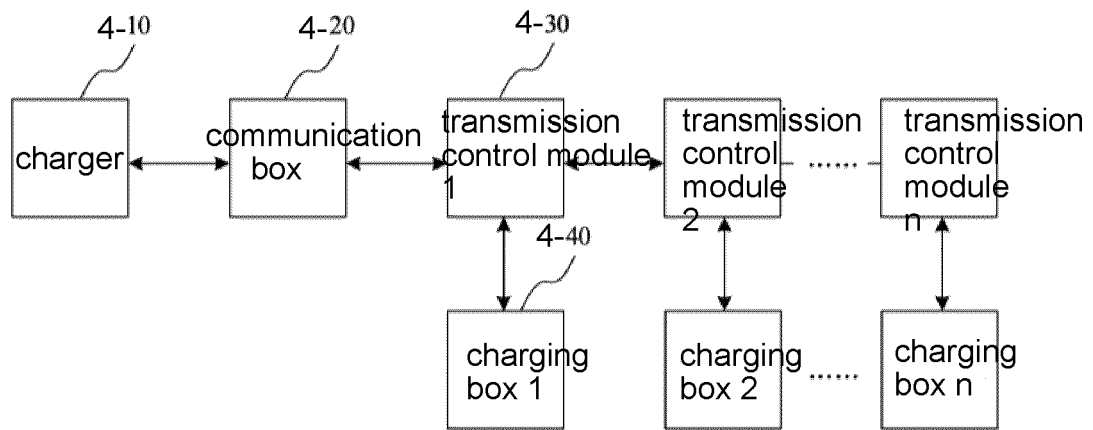 4-10
4-20
4-30
charger
communication
box
transmission
control module
1
transmission
control
module
2
......
transmission
control
module
n
4-40
charging
box 1
charging
box 2
......
charging
box n